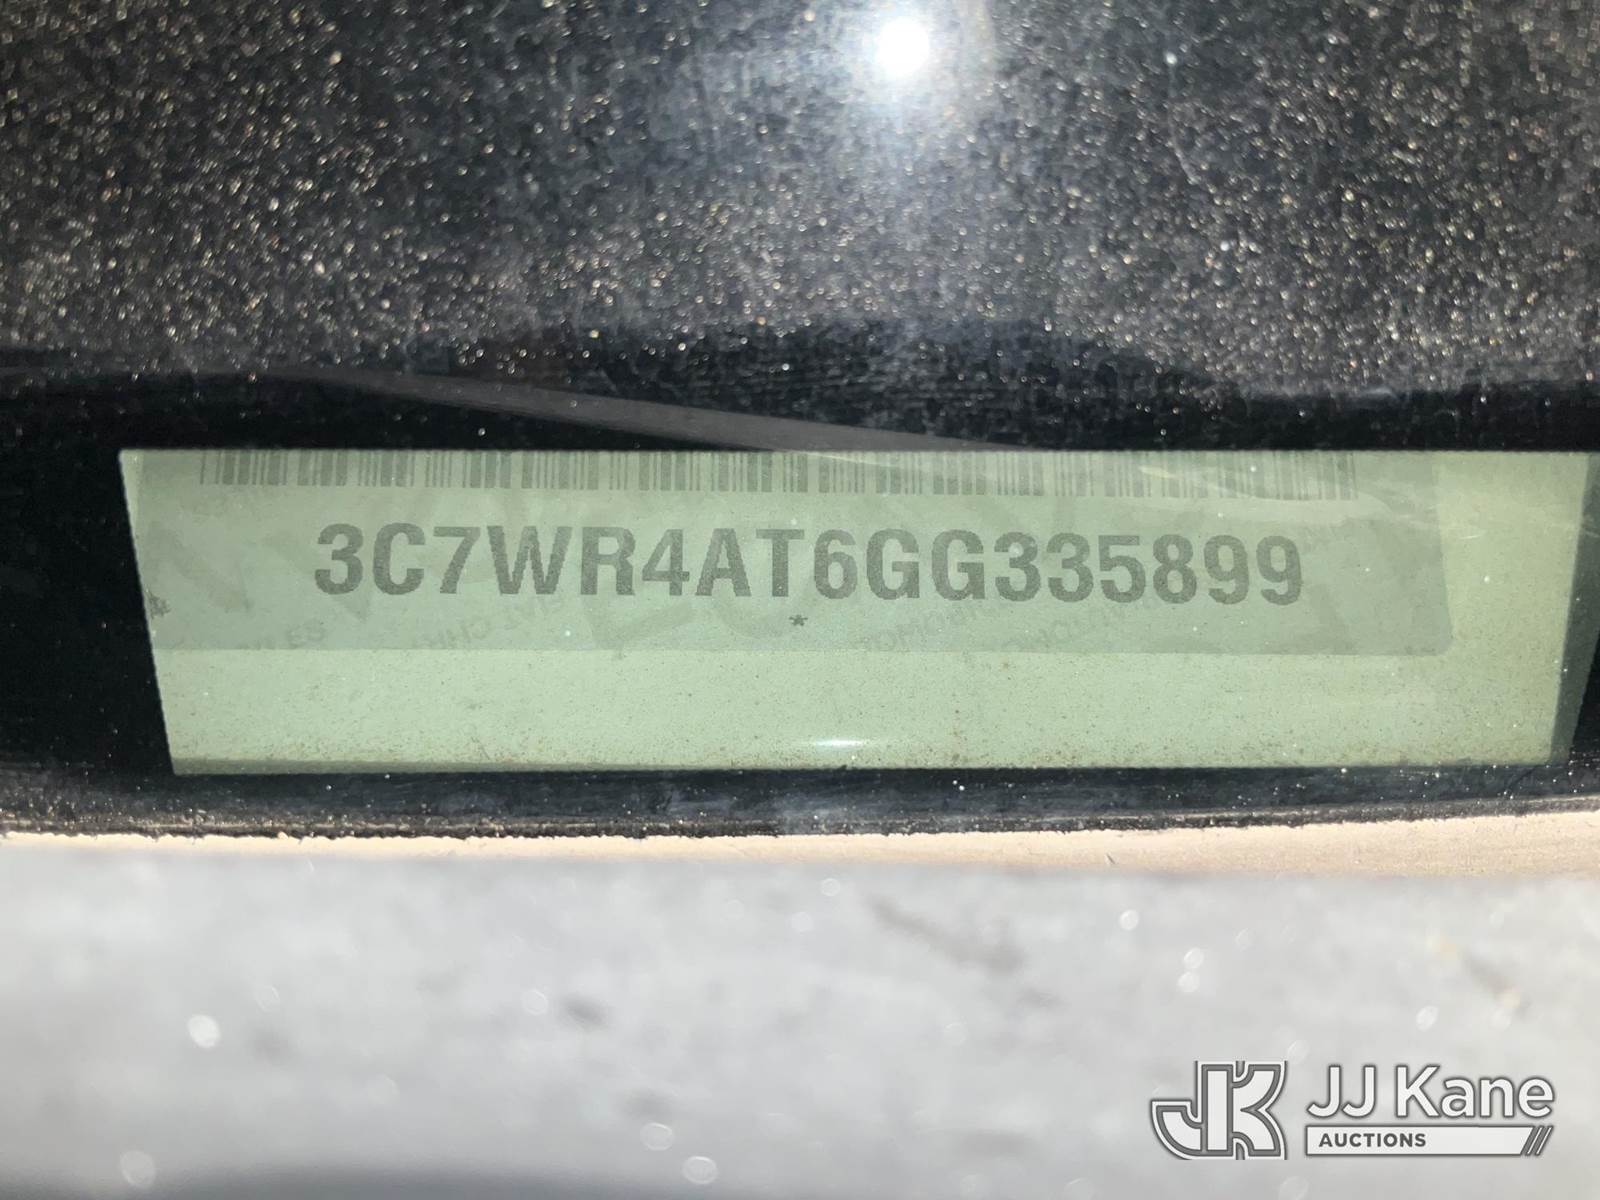 3C7WR4AT6GG335899
*
JJ Kane
AUCTIONS